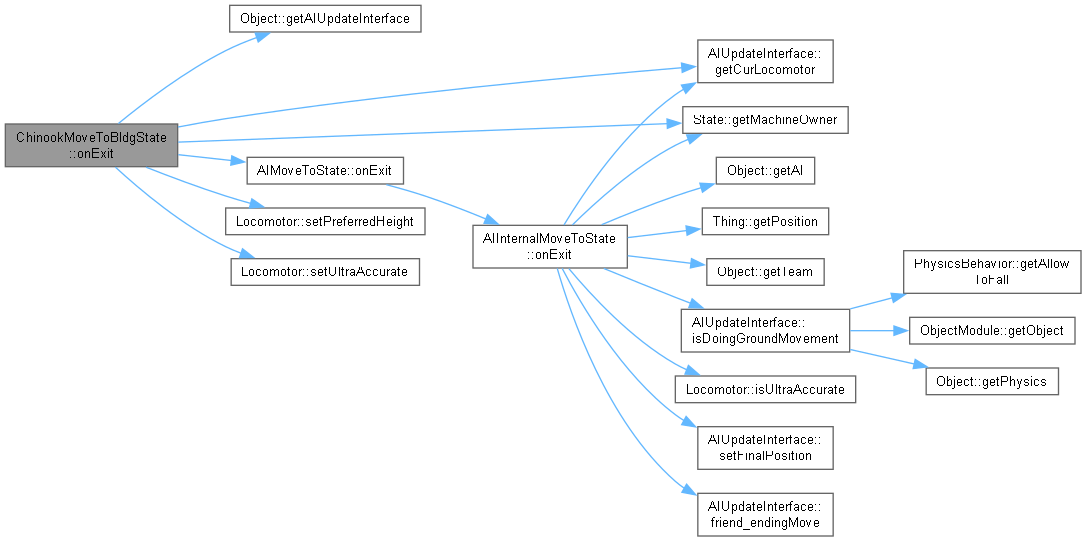 Object::getAIUpdateInterface
AIUpdateInterface::
getCurLocomotor
ChinookMoveToBldgState
::onExit
State::getMachineOwner
AIMoveToState::onExit
Object::getAI
Locomotor::setPreferredHeight
Thing::getPosition
AIInternalMoveToState
::onExit
Locomotor::setUltraAccurate
Object::getTeam
PhysicsBehavior::getAllow
ToFall
AIUpdateInterface::
isDoingGroundMovement
ObjectModule::getObject
Object::getPhysics
Locomotor::isUltraAccurate
AIUpdateInterface::
setFinalPosition
AIUpdateInterface::
friend_endingMove